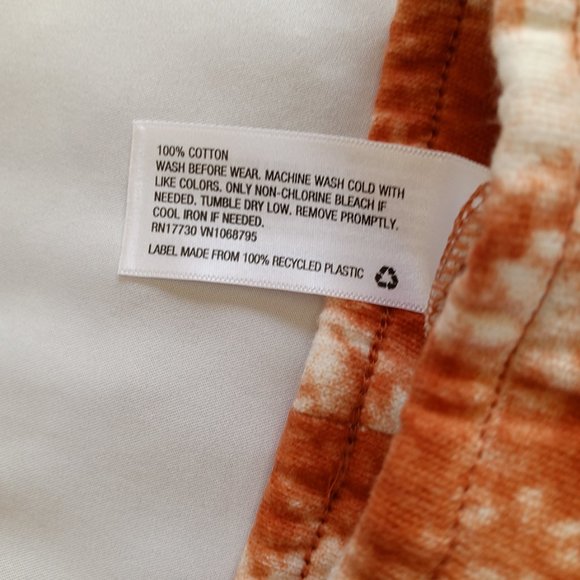 100% COTTON
WASH BEFORE WEAR. MACHINE WASH COLD WITH
LIKE COLORS. ONLY NON-CHLORINE BLEACH IF
NEEDED. TUMBLE DRY LOW. REMOVE PROMPTLY.
COOL IRON IF NEEDED.
RN17730 VN1068795
LABEL MADE FROM 100% RECYCLED PLASTIC